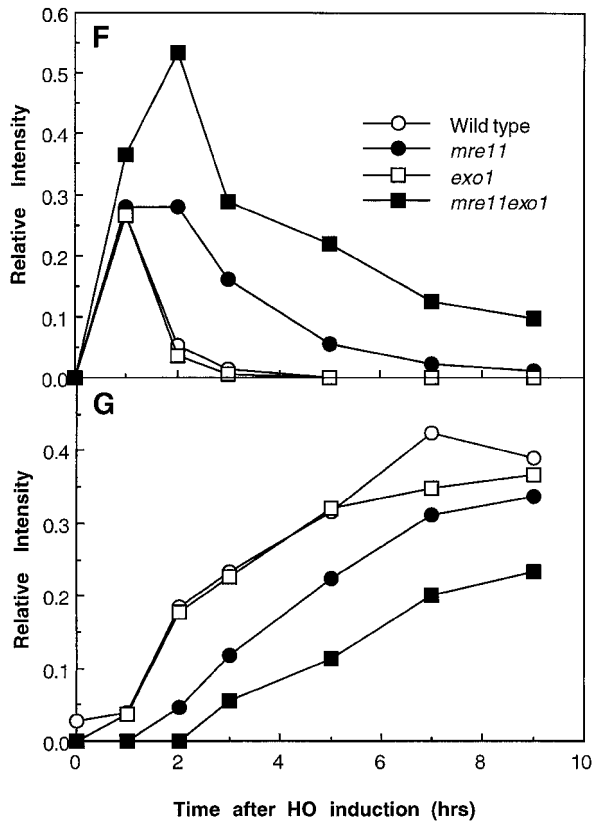 F
0.6
0.5
0.4
0.3
0.2
0.1
0.0
Relative Intensity
Wild type
mre11
exo1
mre11exo1
G
0.4
0.3
0.2
0.1
0.0
Relative Intensity
0 2 4 6 8 10
Time after HO induction (hrs)